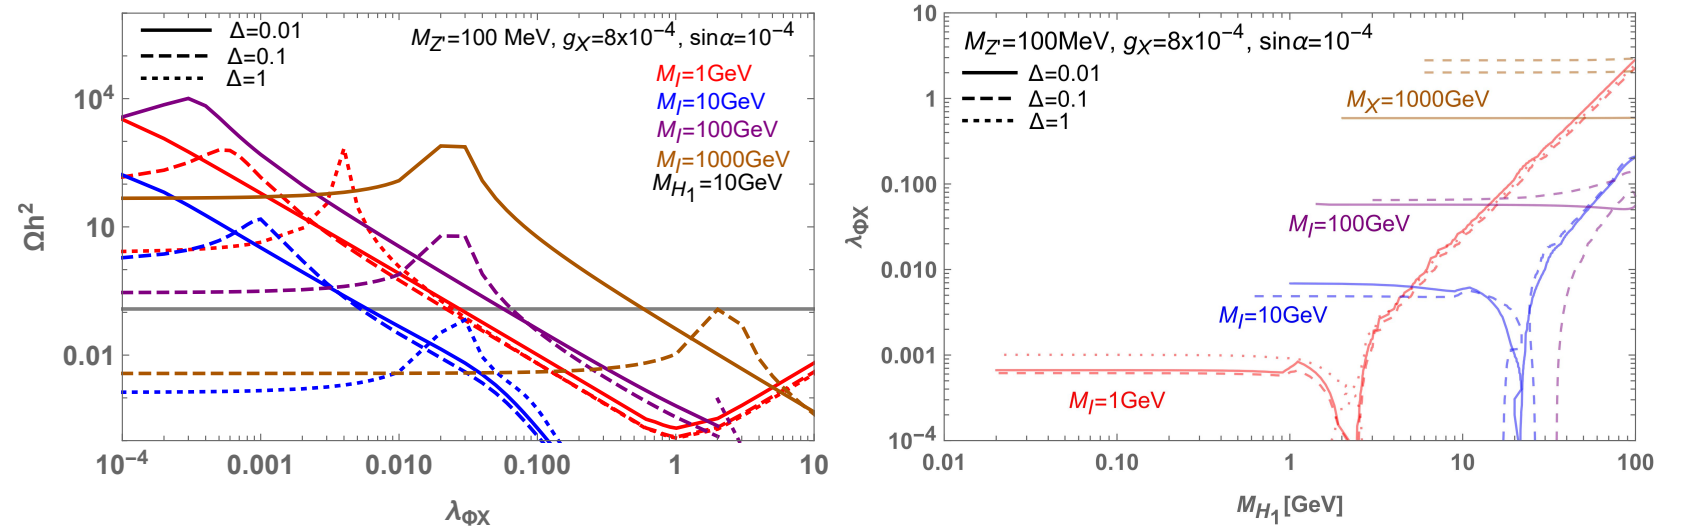 Δ=0.01
Δ=0.1
Δ=1
M_Z'=100 MeV, g_X=8x10^−4, sinα=10^−4
M_I=1GeV
M_I=10GeV
M_I=100GeV
M_I=1000GeV
M_H_1=10GeV
10^4
10
0.01
Ωh^2
10^−4
0.001
0.010
0.100
1
10
λ_ΦX
M_Z'=100MeV, g_X=8x10^−4, sinα=10^−4
Δ=0.01
Δ=0.1
Δ=1
M_X=1000GeV
M_I=100GeV
M_I=10GeV
M_I=1GeV
10
1
0.100
0.010
0.001
10^−4
λ_ΦX
0.01
0.10
1
10
100
M_H_1[GeV]